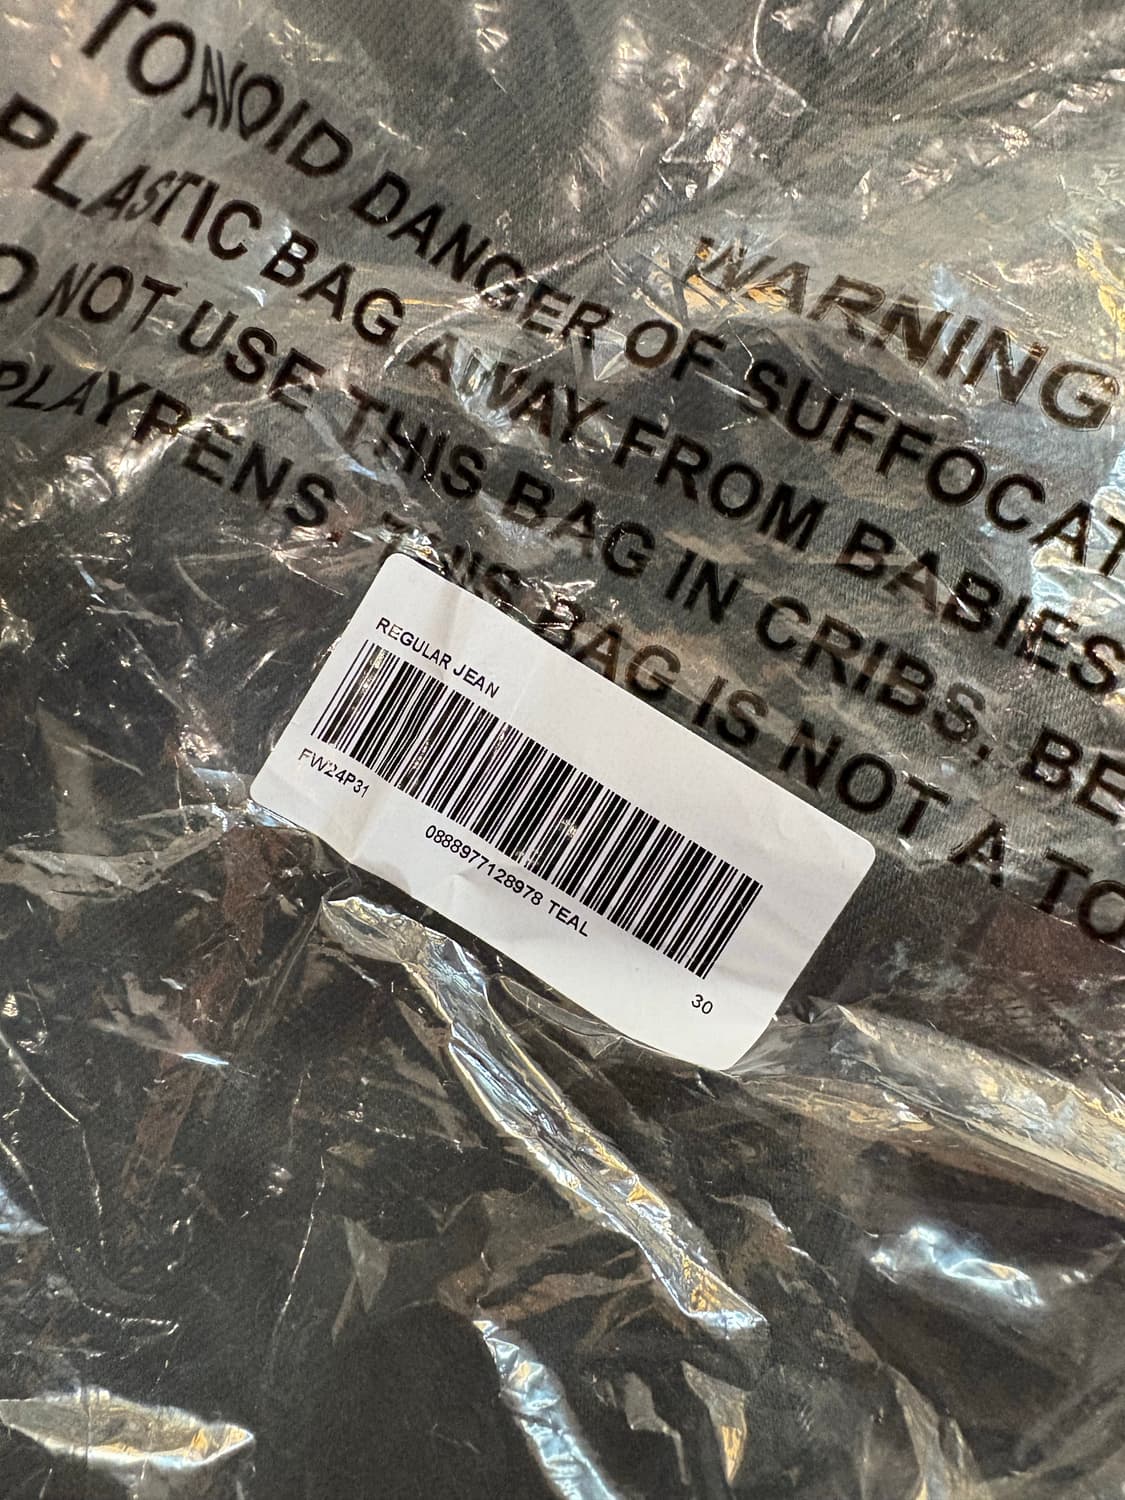 WARNING
TO AVOID DANGER OF SUFFOCAT
PLASTIC BAG AWAY FROM BABIES
O NOT USE THIS BAG IN CRIBS, BE
PLAYPENS. THIS BAG IS NOT A TO
REGULAR JEAN
FW24P31
0888977128978 TEAL
30